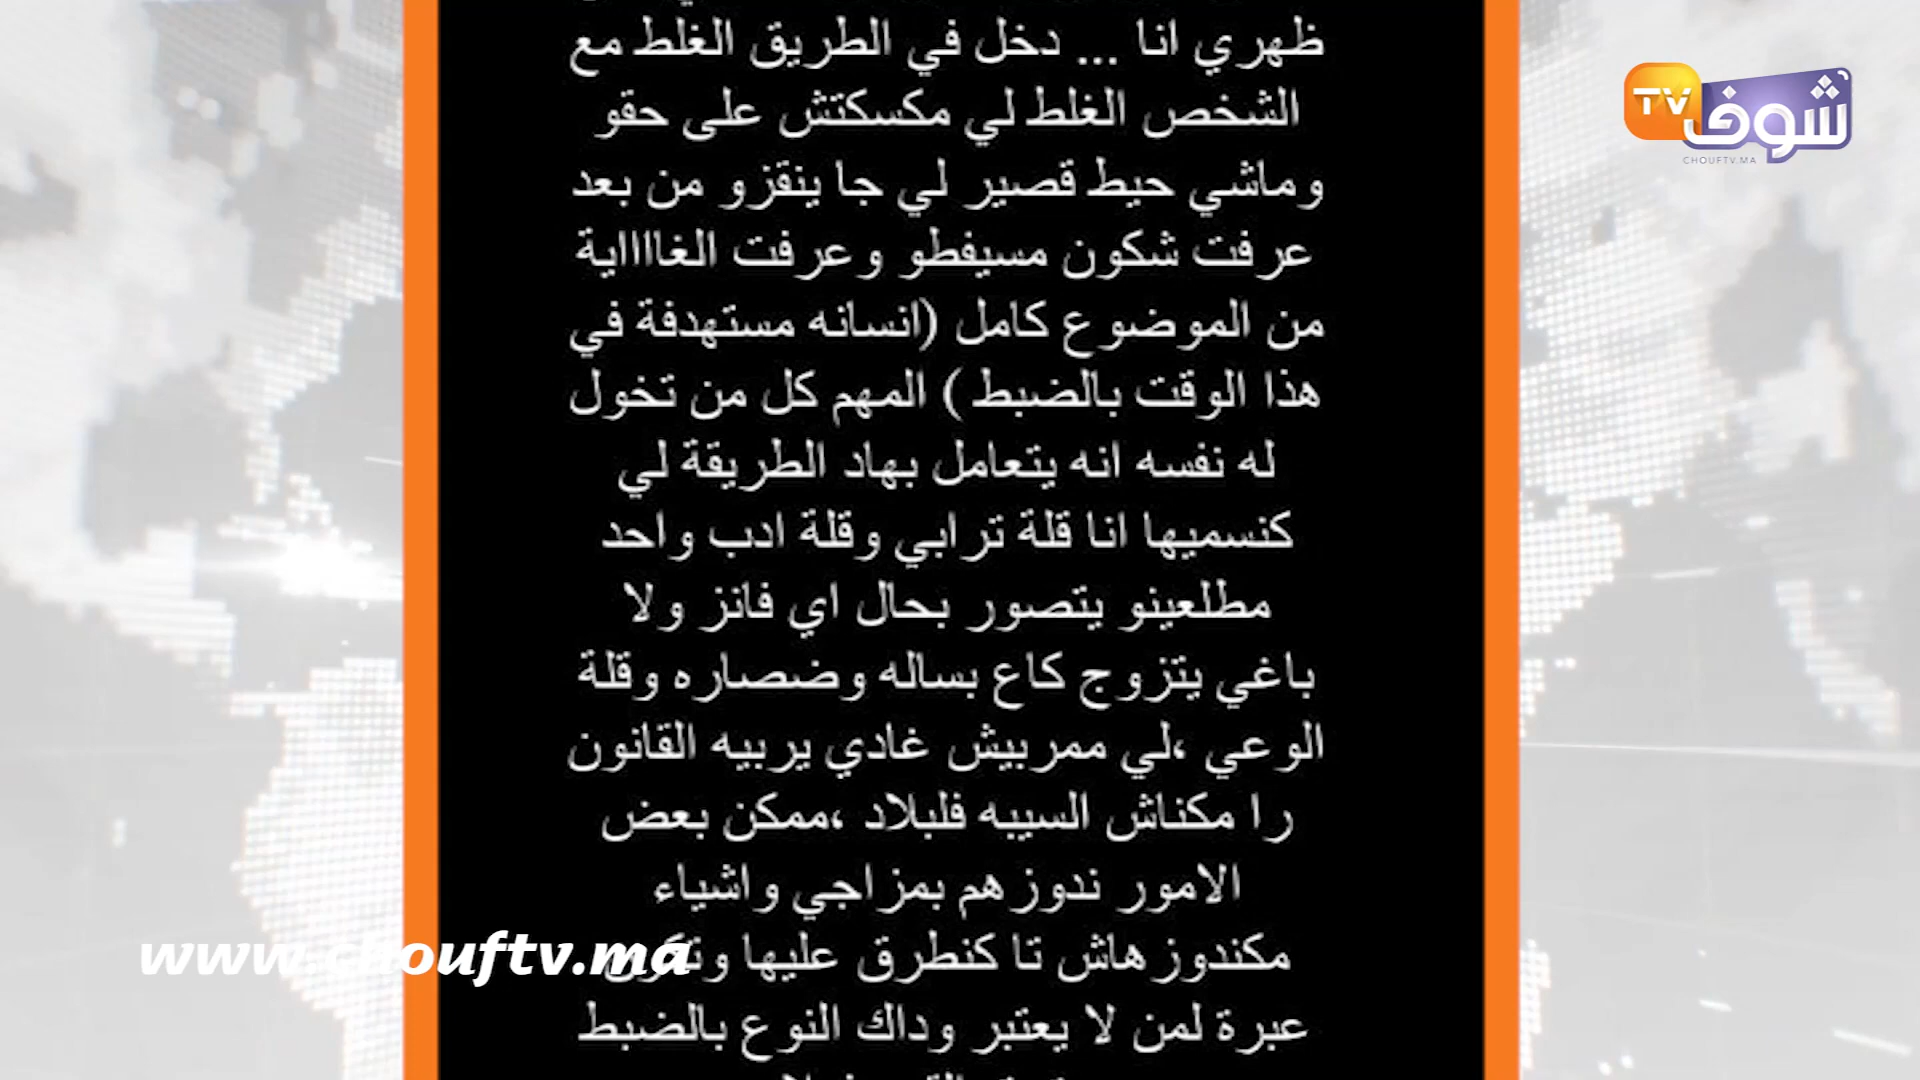 ظهري انا ... دخل في الطريق الغلط مع
الشخص الغلط لي مكسكتش على حقو
وماشي حيط قصير لي جا ينقزو من بعد
عرفت شكون مسيفطو وعرفت الغااااية
من الموضوع كامل (انسانه مستهدفة في
هذا الوقت بالضبط ) المهم كل من تخول
له نفسه انه يتعامل بهاد الطريقة لي
كنسميها انا قلة ترابي وقلة ادب واحد
مطلعينو يتصور بحال اي فانز ولا
باغي يتزوج كاع بساله وضصاره وقلة
الوعي ،لي ممربيش غادي يربيه القانون
را مكناش السيبه فلبلاد ،ممكن بعض
الامور ندوزهم بمزاجي واشياء
مكندوزهاش تا كنطرق عليها وتكون
عبرة لمن لا يعتبر وداك النوع بالضبط
شوف TV
CHOUFTV.MA
www.chouftv.ma